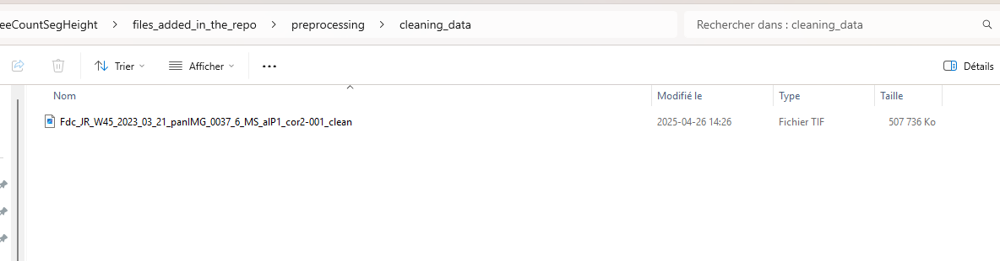 eeCountSegHeight > files_added_in_the_repo > preprocessing > cleaning_data
Rechercher dans : cleaning_data
Trier
Afficher
Détails
Nom Modifié le Type Taille
Fdc_JR_W45_2023_03_21_panIMG_0037_6_MS_alP1_cor2-001_clean 2025-04-26 14:26 Fichier TIF 507 736 Ko